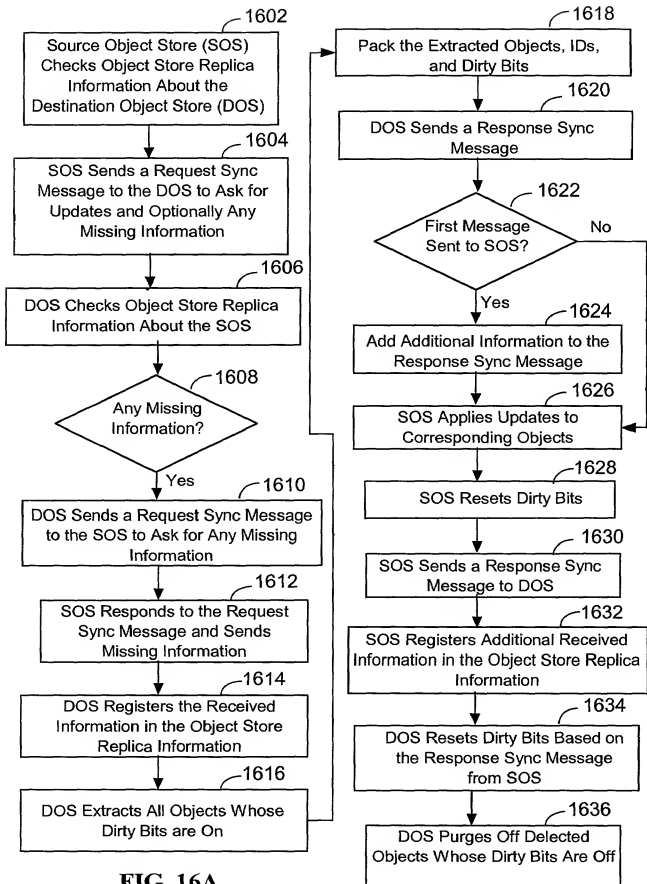 1602
Source Object Store (SOS)
Checks Object Store Replica
Information About the
Destination Object Store (DOS)
1604
SOS Sends a Request Sync
Message to the DOS to Ask for
Updates and Optionally Any
Missing Information
1606
DOS Checks Object Store Replica
Information About the SOS
1608
Any Missing
Information?
Yes
1610
DOS Sends a Request Sync Message
to the SOS to Ask for Any Missing
Information
1612
SOS Responds to the Request
Sync Message and Sends
Missing Information
1614
DOS Registers the Received
Information in the Object Store
Replica Information
1616
DOS Extracts All Objects Whose
Dirty Bits are On
FIG. 16A
1618
Pack the Extracted Objects, IDs,
and Dirty Bits
1620
DOS Sends a Response Sync
Message
1622
First Message
Sent to SOS?
No
Yes
1624
Add Additional Information to the
Response Sync Message
1626
SOS Applies Updates to
Corresponding Objects
1628
SOS Resets Dirty Bits
1630
SOS Sends a Response Sync
Message to DOS
1632
SOS Registers Additional Received
Information in the Object Store Replica
Information
1634
DOS Resets Dirty Bits Based on
the Response Sync Message
from SOS
1636
DOS Purges Off Delected
Objects Whose Dirty Bits Are Off